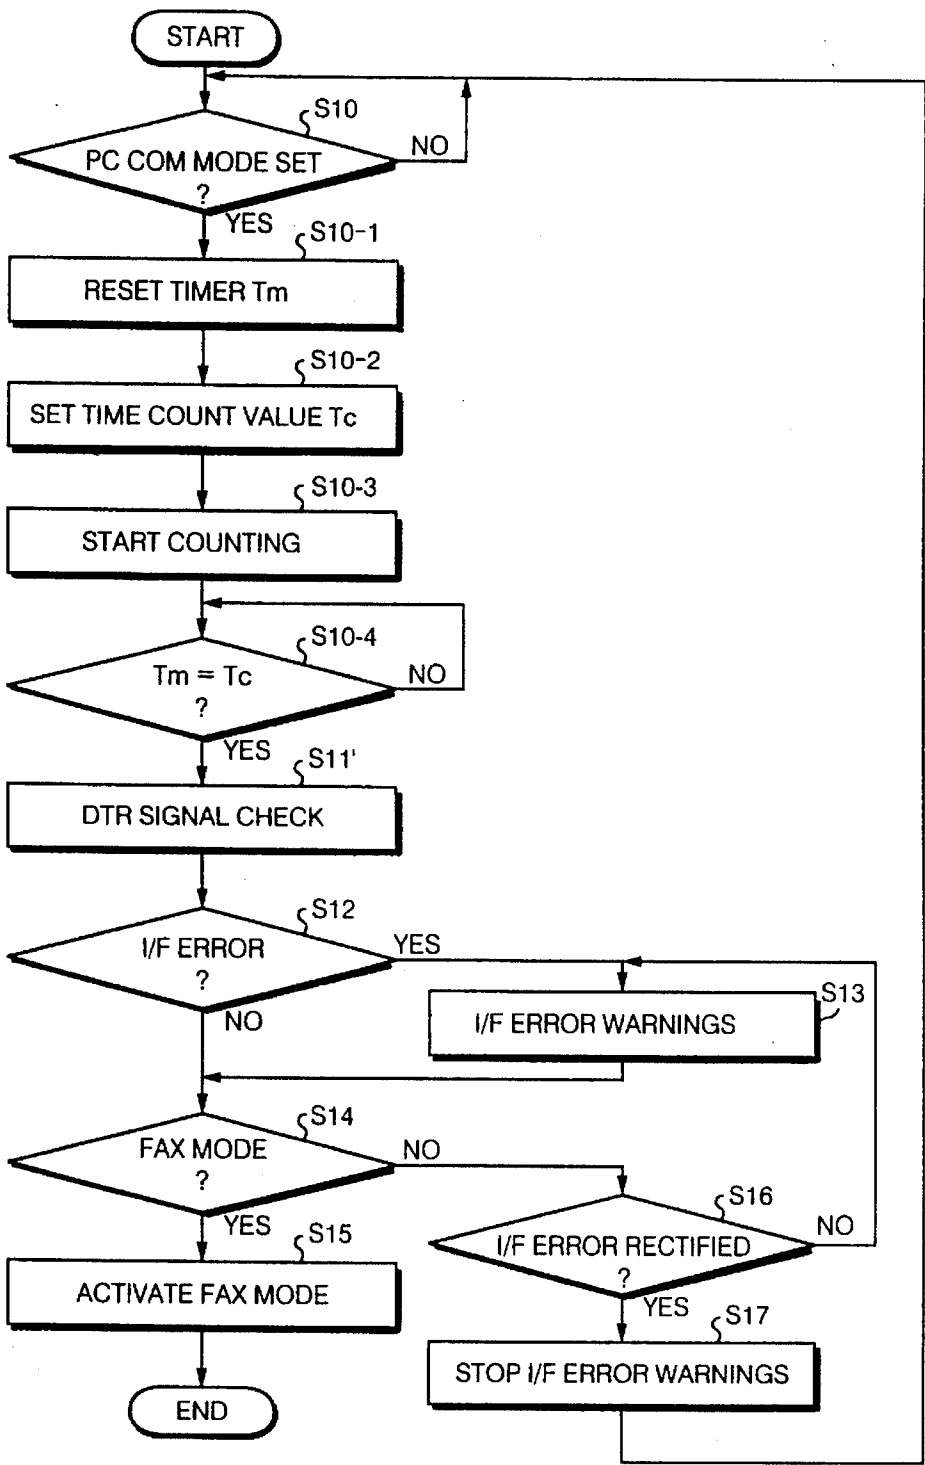 START
S10
PC COM MODE SET
?
NO
YES
S10-1
RESET TIMER Tm
S10-2
SET TIME COUNT VALUE Tc
S10-3
START COUNTING
S10-4
Tm = Tc
?
NO
YES
S11'
DTR SIGNAL CHECK
S12
I/F ERROR
?
YES
NO
S13
I/F ERROR WARNINGS
S14
FAX MODE
?
NO
YES
S16
I/F ERROR RECTIFIED
?
NO
YES
S15
ACTIVATE FAX MODE
S17
STOP I/F ERROR WARNINGS
END